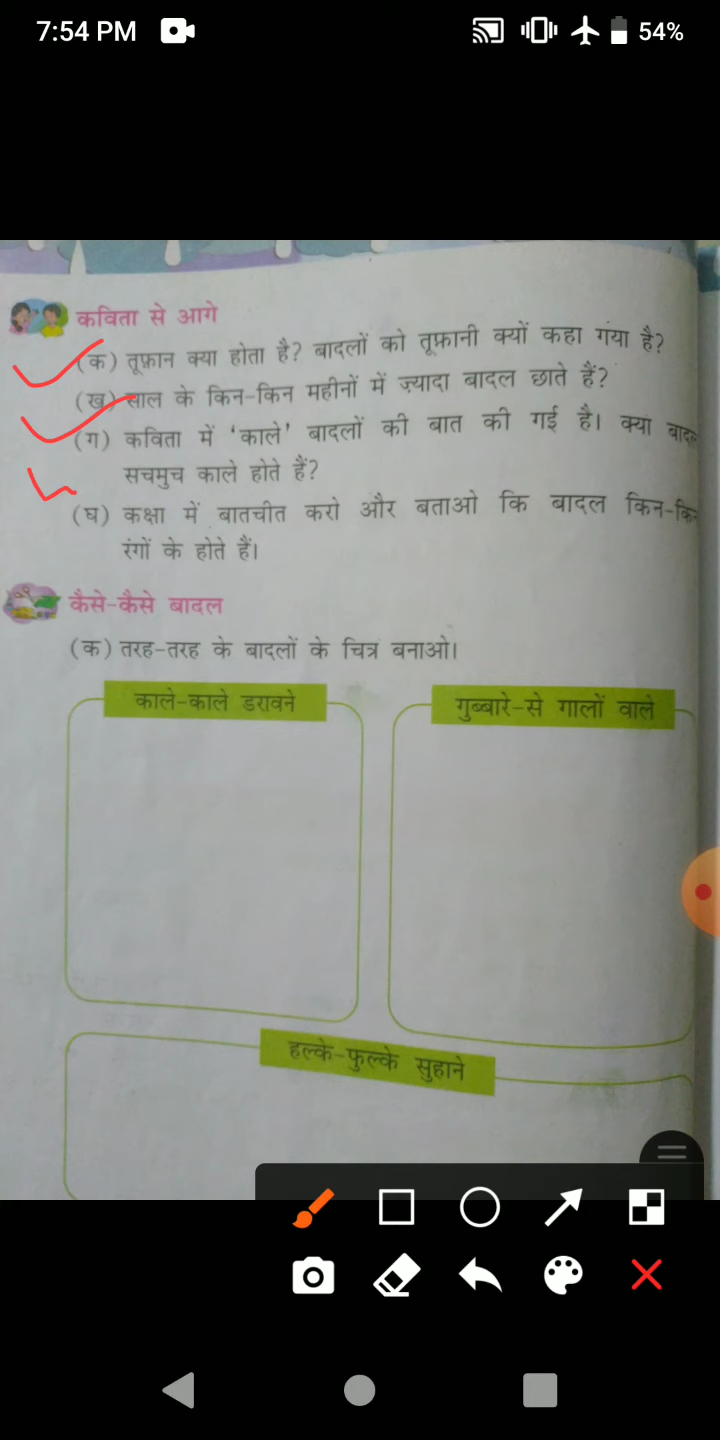 7:54 PM
54%
कविता से आगे
(क) तूफ़ान क्या होता है? बादलों को तूफ़ानी क्यों कहा गया है?
(ख) साल के किन-किन महीनों में ज़्यादा बादल छाते हैं?
(ग) कविता में 'काले' बादलों की बात की गई है। क्या
सचमुच काले होते हैं?
(घ) कक्षा में बातचीत करो और बताओ कि बादल
रंगों के होते हैं।
कैसे-कैसे बादल
(क) तरह-तरह के बादलों के चित्र बनाओ।
काले-काले डरावने
गुब्बारे-से गालों वाले
हल्के-फुल्के सुहाने